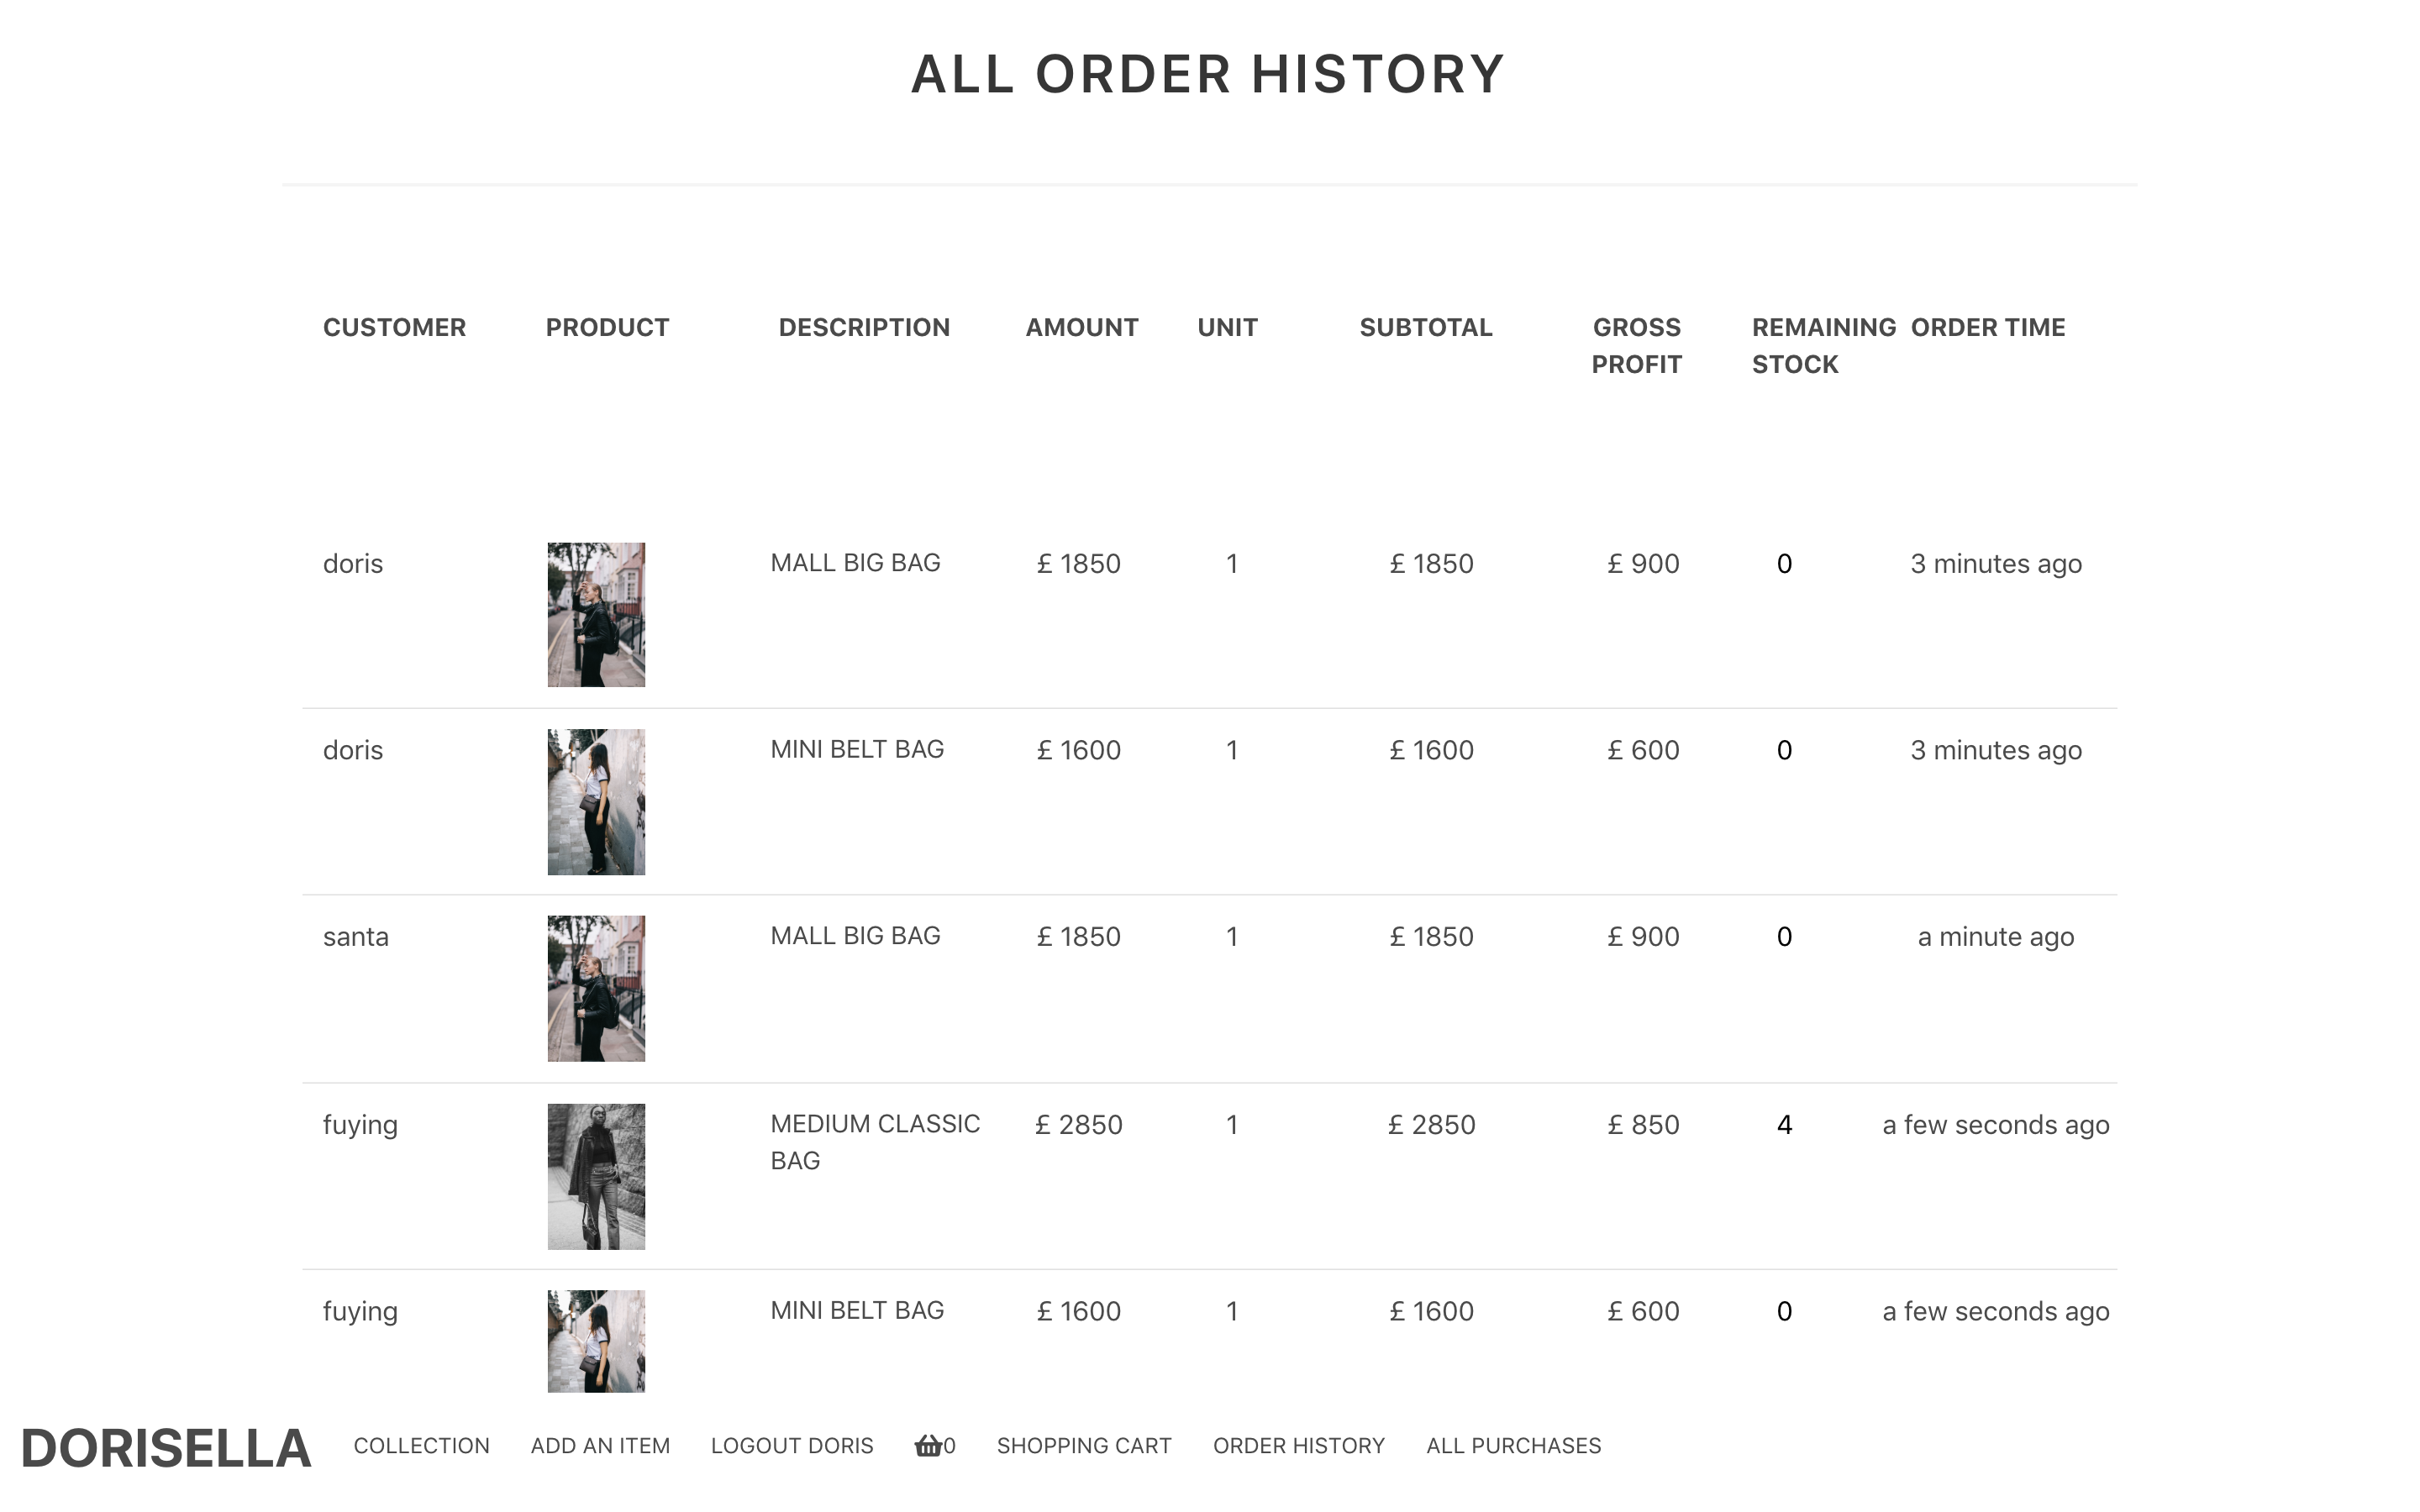 ALL ORDER HISTORY
CUSTOMER PRODUCT DESCRIPTION AMOUNT UNIT SUBTOTAL GROSS PROFIT REMAINING STOCK ORDER TIME
doris MALL BIG BAG £ 1850 1 £ 1850 £ 900 0 3 minutes ago
doris MINI BELT BAG £ 1600 1 £ 1600 £ 600 0 3 minutes ago
santa MALL BIG BAG £ 1850 1 £ 1850 £ 900 0 a minute ago
fuying MEDIUM CLASSIC BAG £ 2850 1 £ 2850 £ 850 4 a few seconds ago
fuying MINI BELT BAG £ 1600 1 £ 1600 £ 600 0 a few seconds ago
DORISELLA COLLECTION ADD AN ITEM LOGOUT DORIS 0 SHOPPING CART ORDER HISTORY ALL PURCHASES